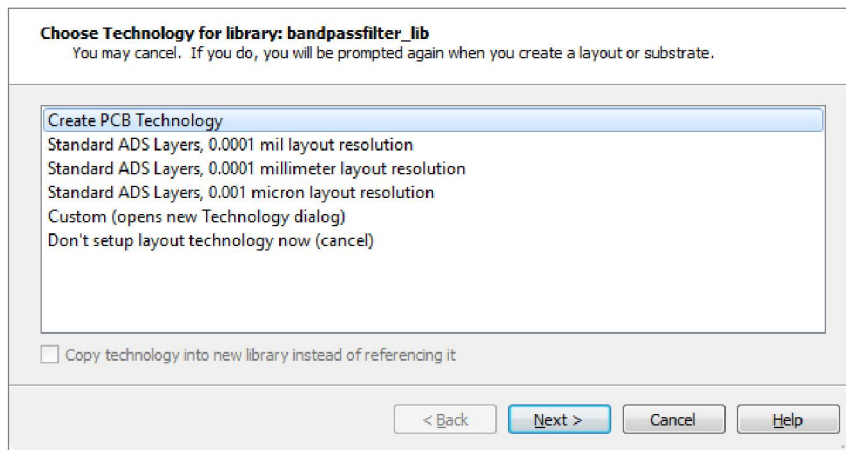 Choose Technology for library: bandpassfilter_lib
You may cancel. If you do, you will be prompted again when you create a layout or substrate.
Create PCB Technology
Standard ADS Layers, 0.0001 mil layout resolution
Standard ADS Layers, 0.0001 millimeter layout resolution
Standard ADS Layers, 0.001 micron layout resolution
Custom (opens new Technology dialog)
Don't setup layout technology now (cancel)
Copy technology into new library instead of referencing it
< Back Next > Cancel Help